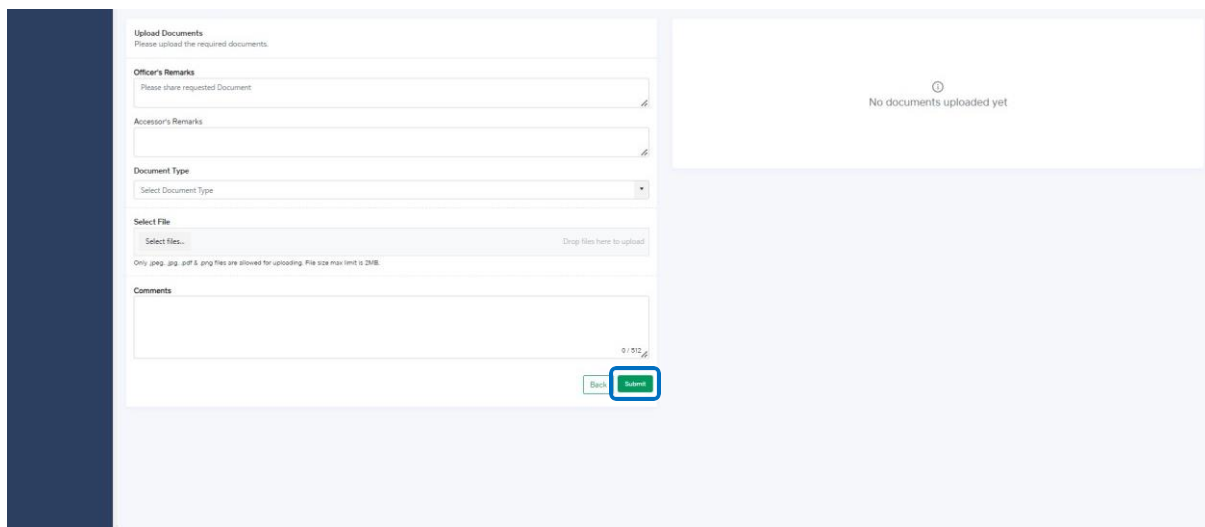 Upload Documents
Please upload the required documents.
Officer's Remarks
Please share requested Document
Accessor's Remarks
Document Type
Select Document Type
Select File
Select files...
Drop files here to upload
Only .jpeg, .jpg, .pdf & .png files are allowed for uploading. File size max limit is 2MB.
Comments
0 / 512
Back
Submit
No documents uploaded yet